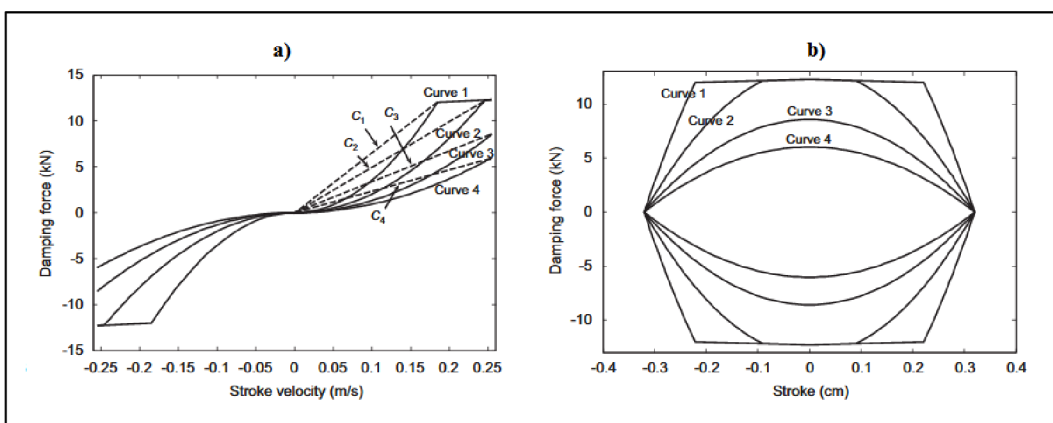 a)
15
10
5
0
-5
-10
-15
Damping force (kN)
Curve 1
C1
C3
C2
Curve 2
Curve 3
Curve 4
C4
-0.25 -0.2 -0.15 -0.1 -0.05 0 0.05 0.1 0.15 0.2 0.25
Stroke velocity (m/s)
b)
10
5
0
-5
-10
Damping force (kN)
Curve 1
Curve 2
Curve 3
Curve 4
-0.4 -0.3 -0.2 -0.1 0 0.1 0.2 0.3 0.4
Stroke (cm)